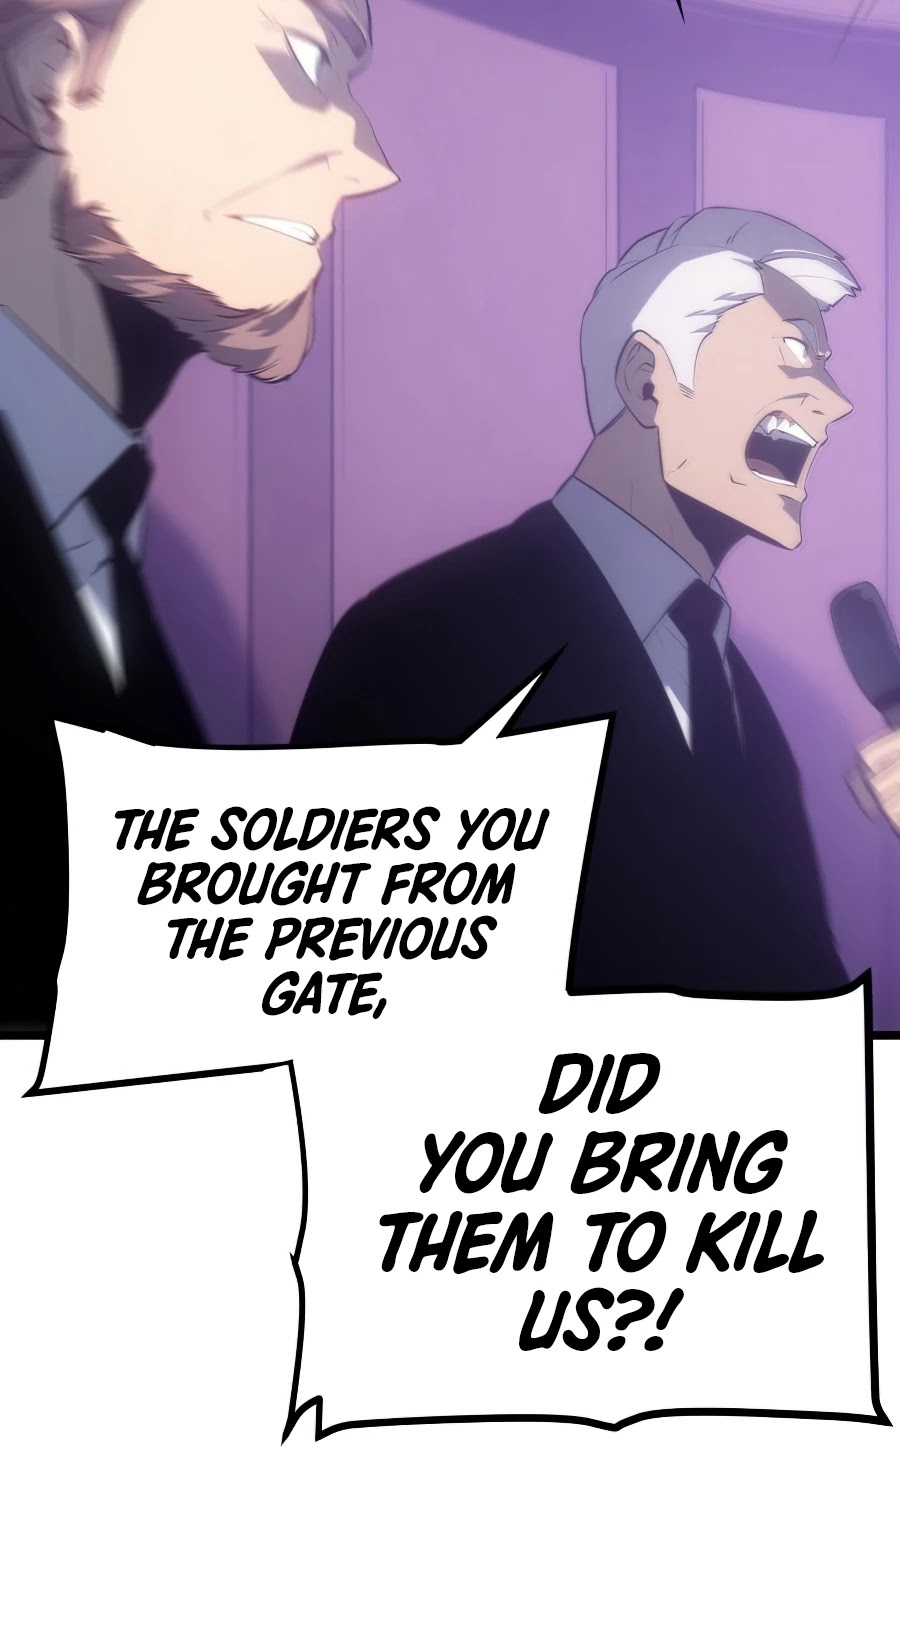 THE SOLDIERS YOU
BROUGHT FROM
THE PREVIOUS
GATE,
DID
YOU BRING
THEM TO KILL
US?!